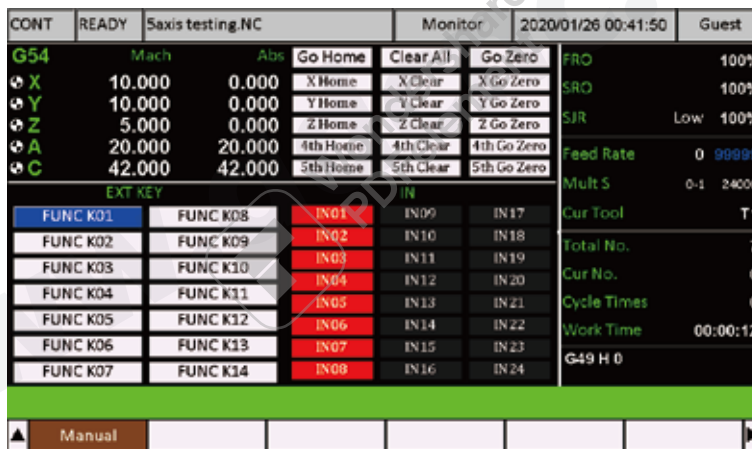 CONT READY 5axis testing.NC Monitor 2020/01/26 00:41:50 Guest
G54 Mach Abs Go Home Clear All Go Zero FRO 100%
X 10.000 0.000 X Home X Clear X Go Zero SRO 100%
Y 10.000 0.000 Y Home Y Clear Y Go Zero
Z 5.000 0.000 Z Home Z Clear Z Go Zero SJR Low 100%
A 20.000 20.000 4th Home 4th Clear 4th Go Zero Feed Rate 0
C 42.000 42.000 5th Home 5th Clear 5th Go Zero
EXT KEY IN Mult S 0-1
FUNC K01 FUNC K08 IN01 IN09 IN17 Cur Tool T
FUNC K02 FUNC K09 IN02 IN10 IN18 Total No.
FUNC K03 FUNC K10 IN03 IN11 IN19 Cur No.
FUNC K04 FUNC K11 IN04 IN12 IN20
FUNC K05 FUNC K12 IN05 IN13 IN21 Cycle Times
FUNC K06 FUNC K13 IN06 IN14 IN22 Work Time 00:00:12
FUNC K07 FUNC K14 IN07 IN15 IN23 G49 H 0
IN08 IN16 IN24
Manual
Wondershare
PDFelement